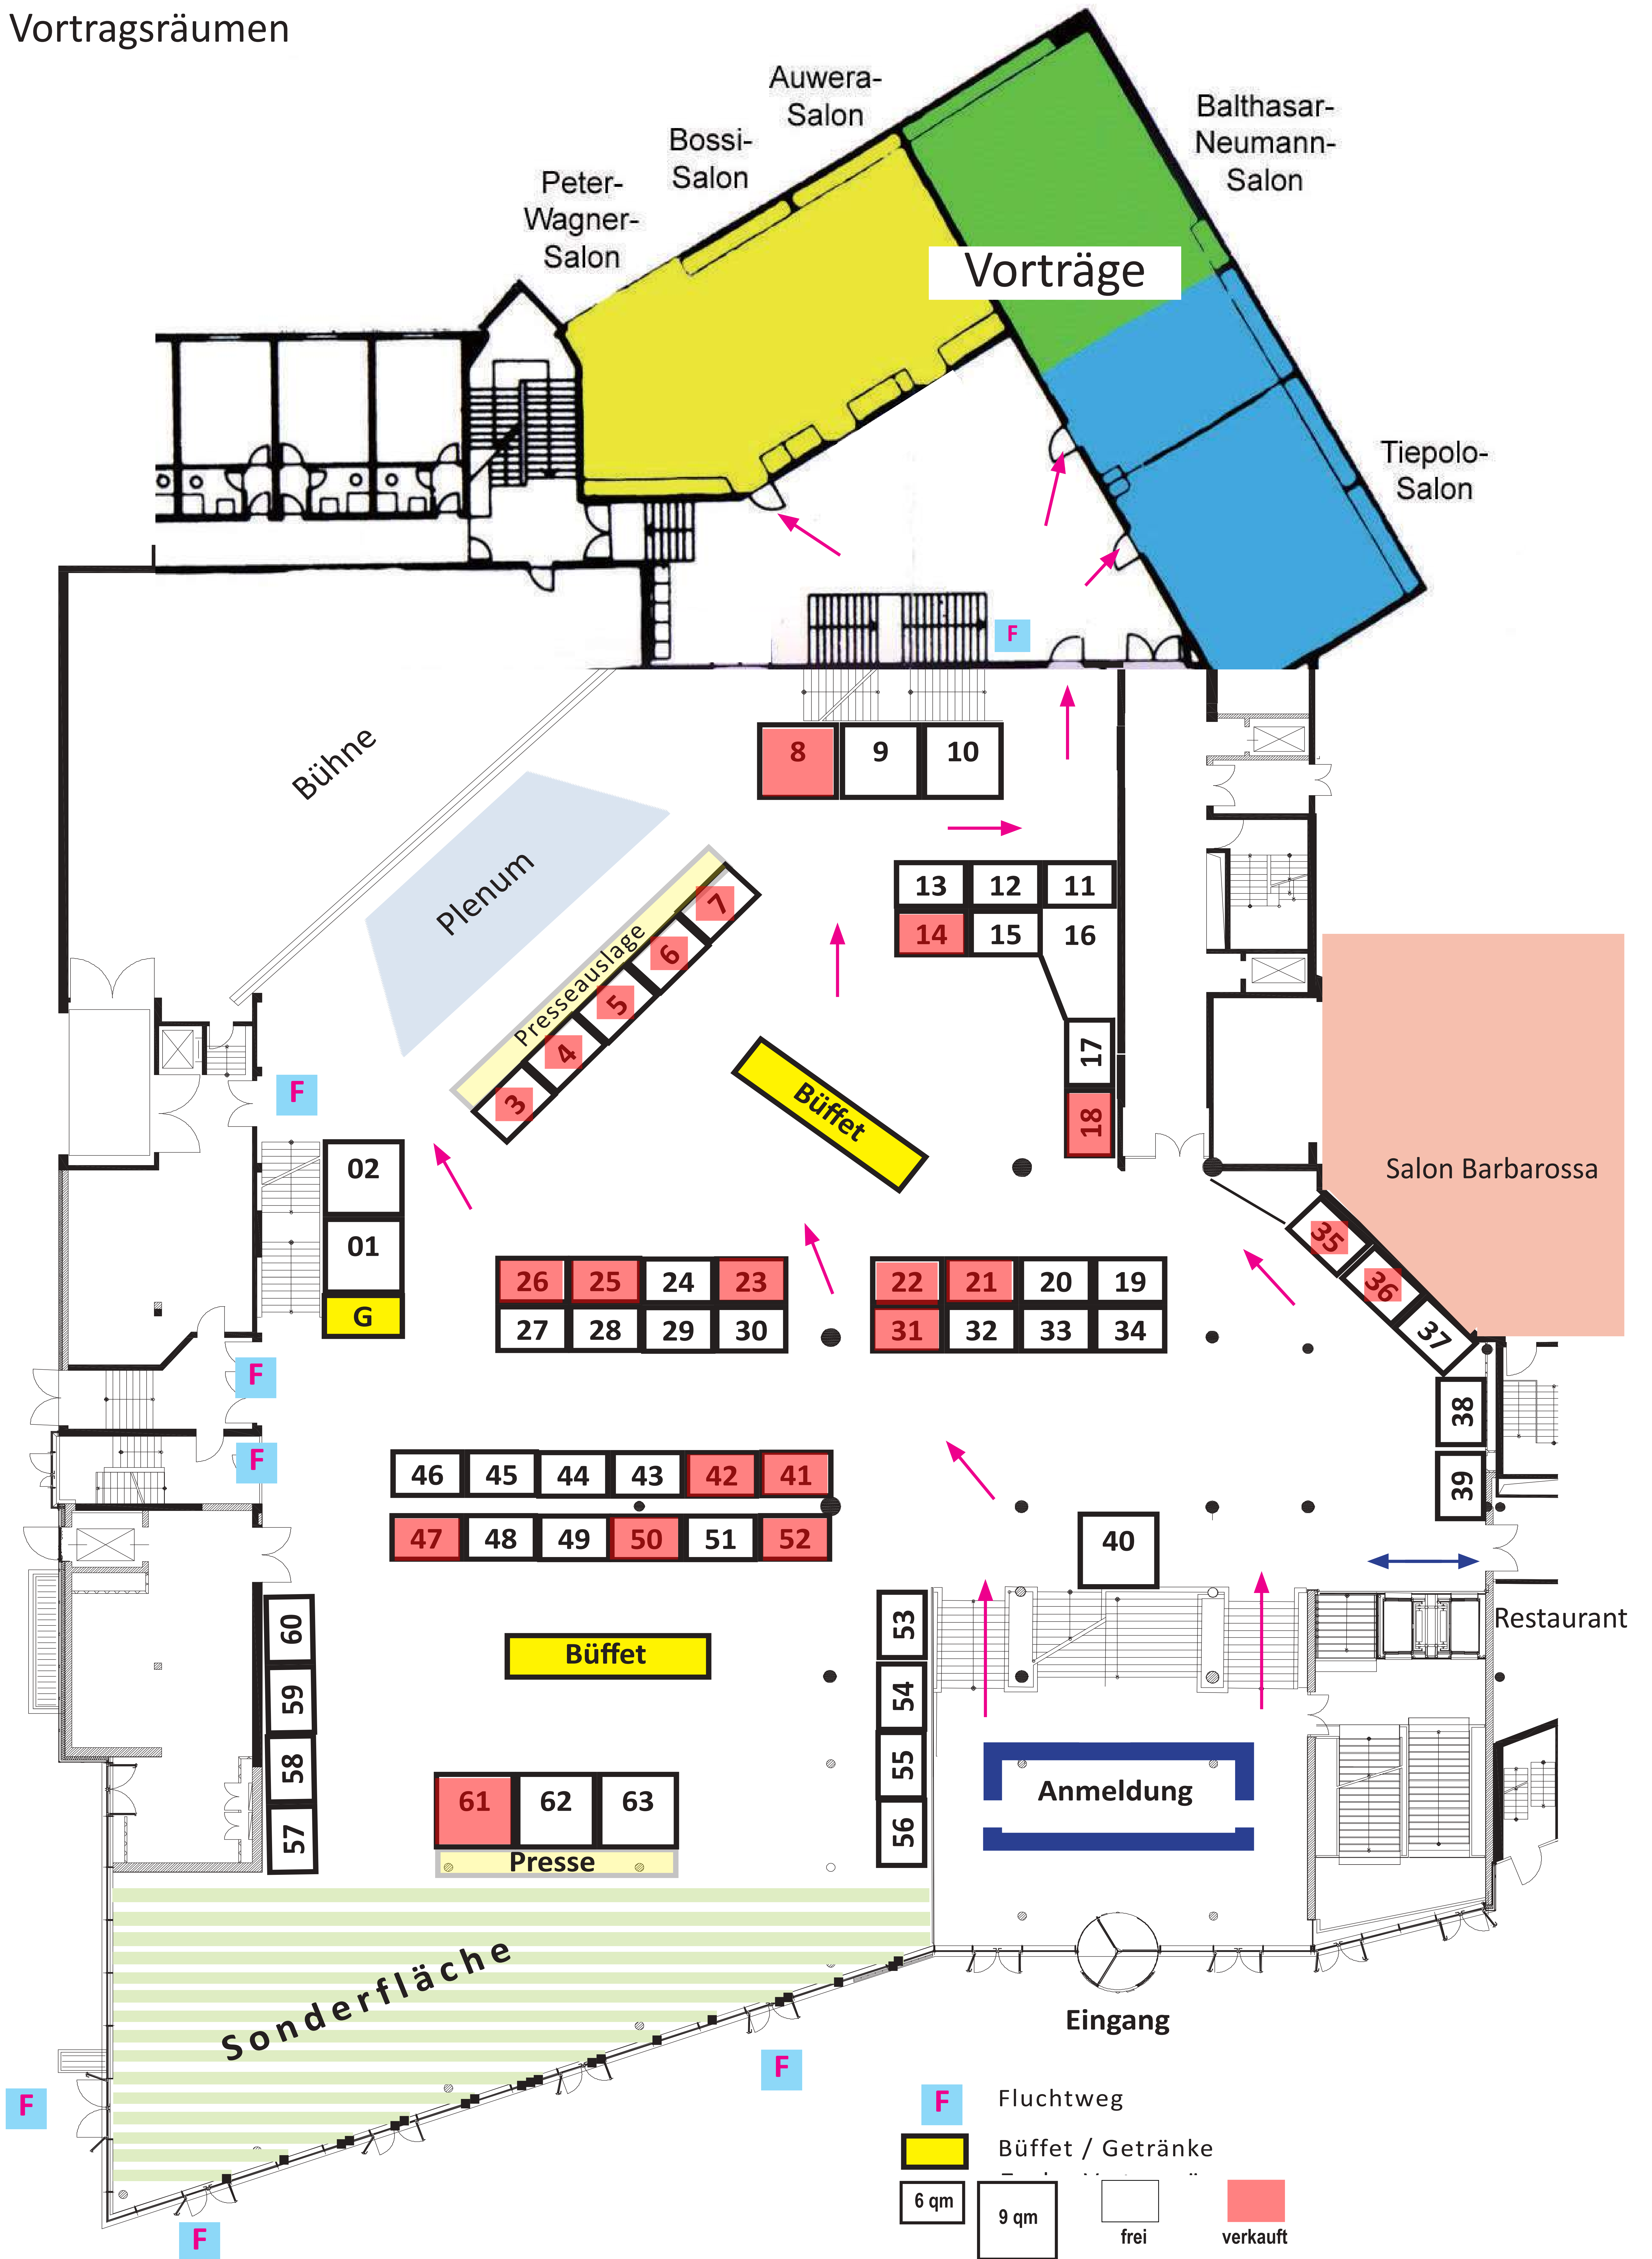 Vortragsräumen
Auwera-
Salon
Bossi-
Salon
Peter-
Wagner-
Salon
Balthasar-
Neumann-
Salon
Vorträge
Tiepolo-
Salon
F
Bühne
8 9 10
Plenum
Presseauslage
7
6
5
4
3
13 12 11
14 15 16
17
18
Büffet
F
02
01
G
Salon Barbarossa
35
36
37
38
39
26 25 24 23
27 28 29 30
22 21 20 19
31 32 33 34
F
F
46 45 44 43 42 41
47 48 49 50 51 52
40
Restaurant
60
59
58
57
Büffet
53
54
55
56
61 62 63
Presse
Anmeldung
Sonderfläche
Eingang
F
F
F
F Fluchtweg
Büffet / Getränke
6 qm
9 qm
frei
verkauft